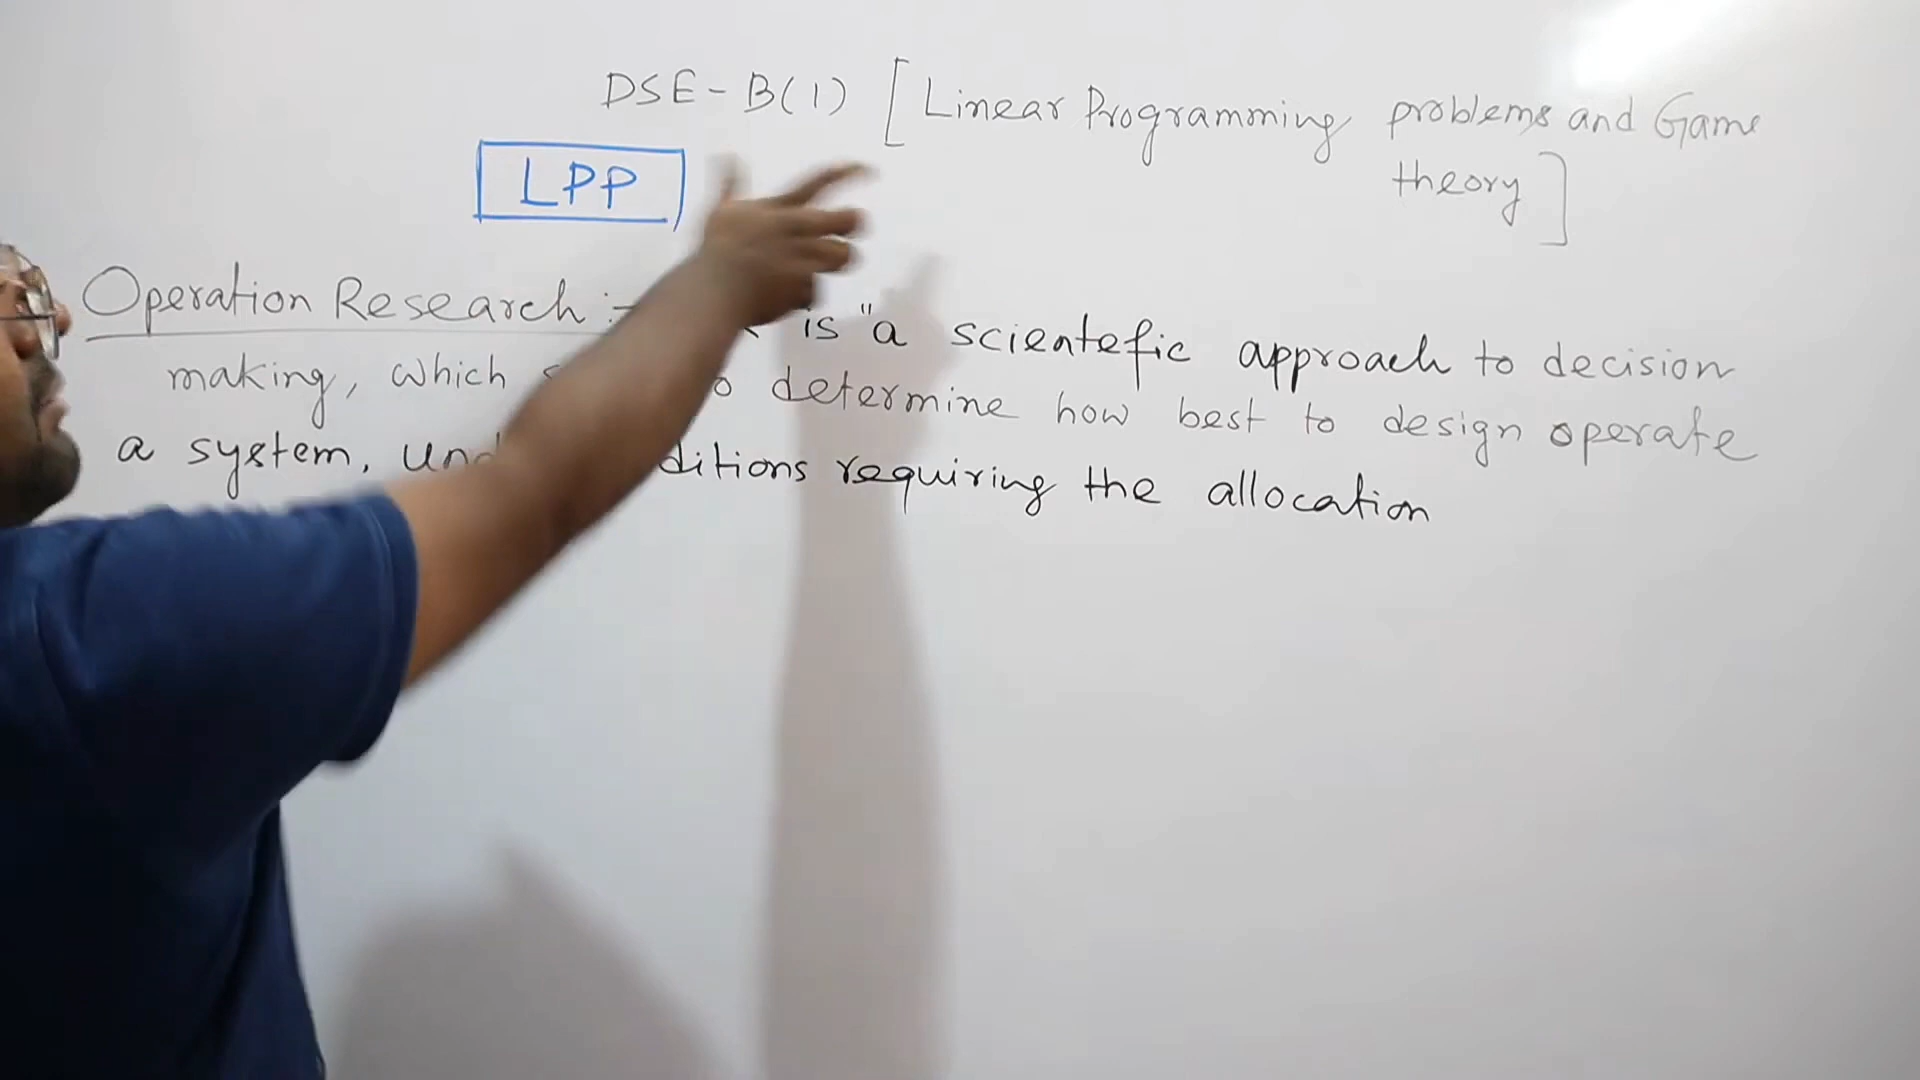 DSE - B(1) [Linear Programming problems and Game
theory]
LPP
Operation Research :- is "a scientefic approach to decision
making, which determine how best to design operate
a system, requiring the allocation